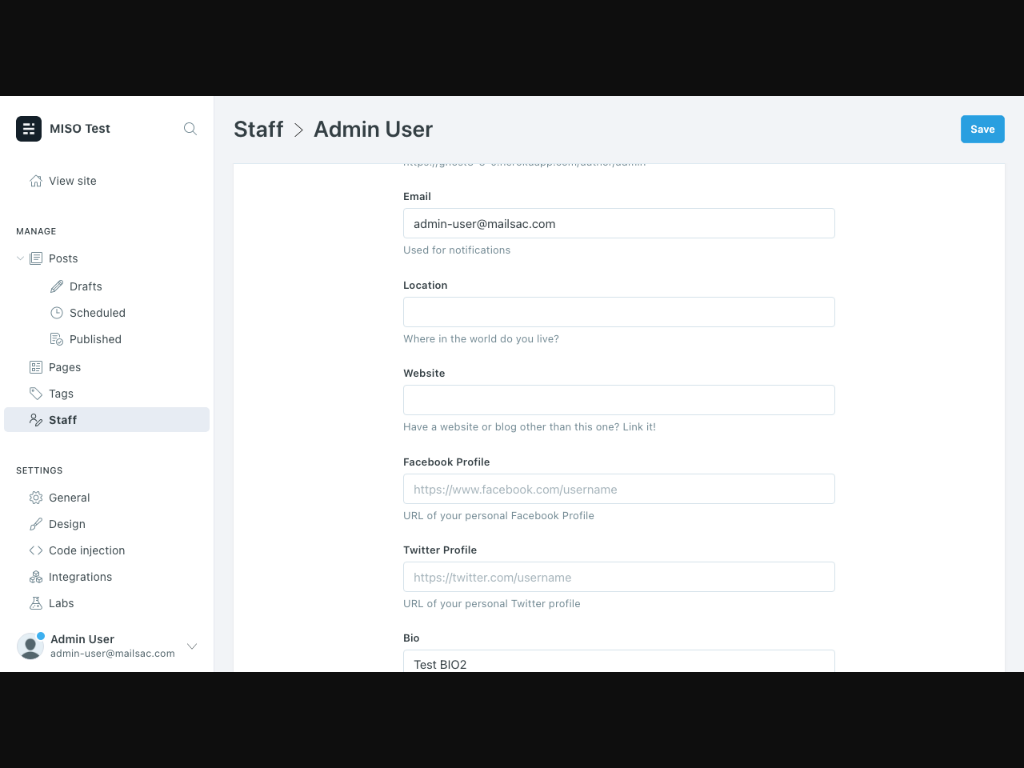 MISO Test
View site
MANAGE
Posts
Drafts
Scheduled
Published
Pages
Tags
Staff
SETTINGS
General
Design
Code injection
Integrations
Labs
Admin User
admin-user@mailsac.com
Staff > Admin User
Save
Email
admin-user@mailsac.com
Used for notifications
Location
Where in the world do you live?
Website
Have a website or blog other than this one? Link it!
Facebook Profile
https://www.facebook.com/username
URL of your personal Facebook Profile
Twitter Profile
https://twitter.com/username
URL of your personal Twitter profile
Bio
Test BIO2